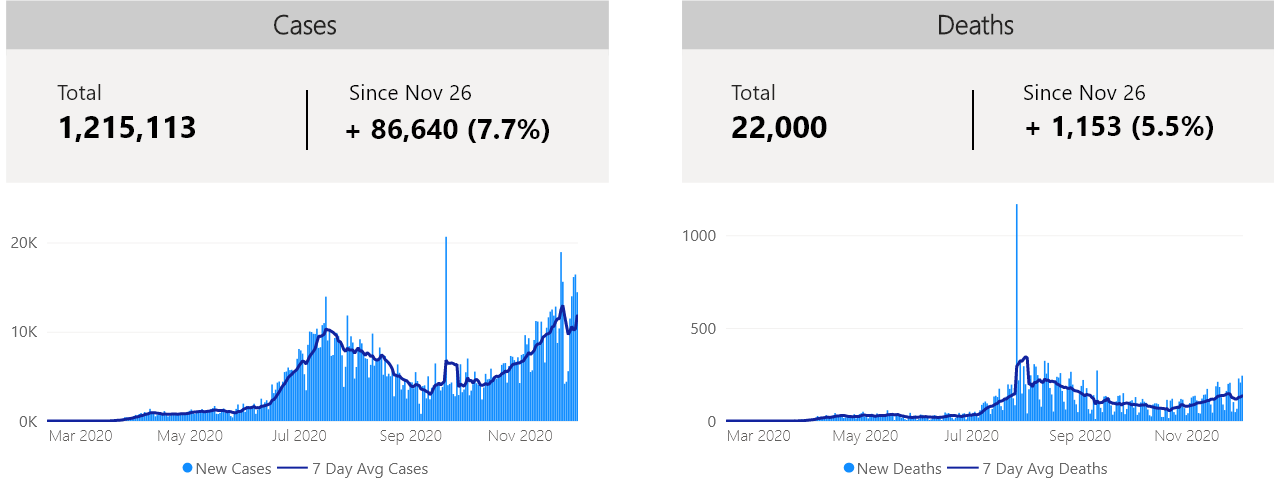 Cases
Total
1,215,113
Since Nov 26
+ 86,640 (7.7%)
20K
10K
0K
Mar 2020 May 2020 Jul 2020 Sep 2020 Nov 2020
New Cases 7 Day Avg Cases
Deaths
Total
22,000
Since Nov 26
+ 1,153 (5.5%)
1000
500
0
Mar 2020 May 2020 Jul 2020 Sep 2020 Nov 2020
New Deaths 7 Day Avg Deaths